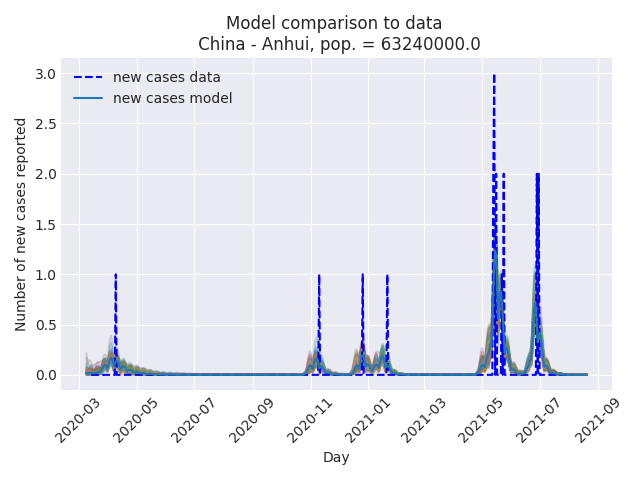 Model comparison to data
China - Anhui, pop. = 63240000.0
new cases data
new cases model
Number of new cases reported
3.0
2.5
2.0
1.5
1.0
0.5
0.0
2020-03
2020-05
2020-07
2020-09
2020-11
2021-01
2021-03
2021-05
2021-07
2021-09
Day